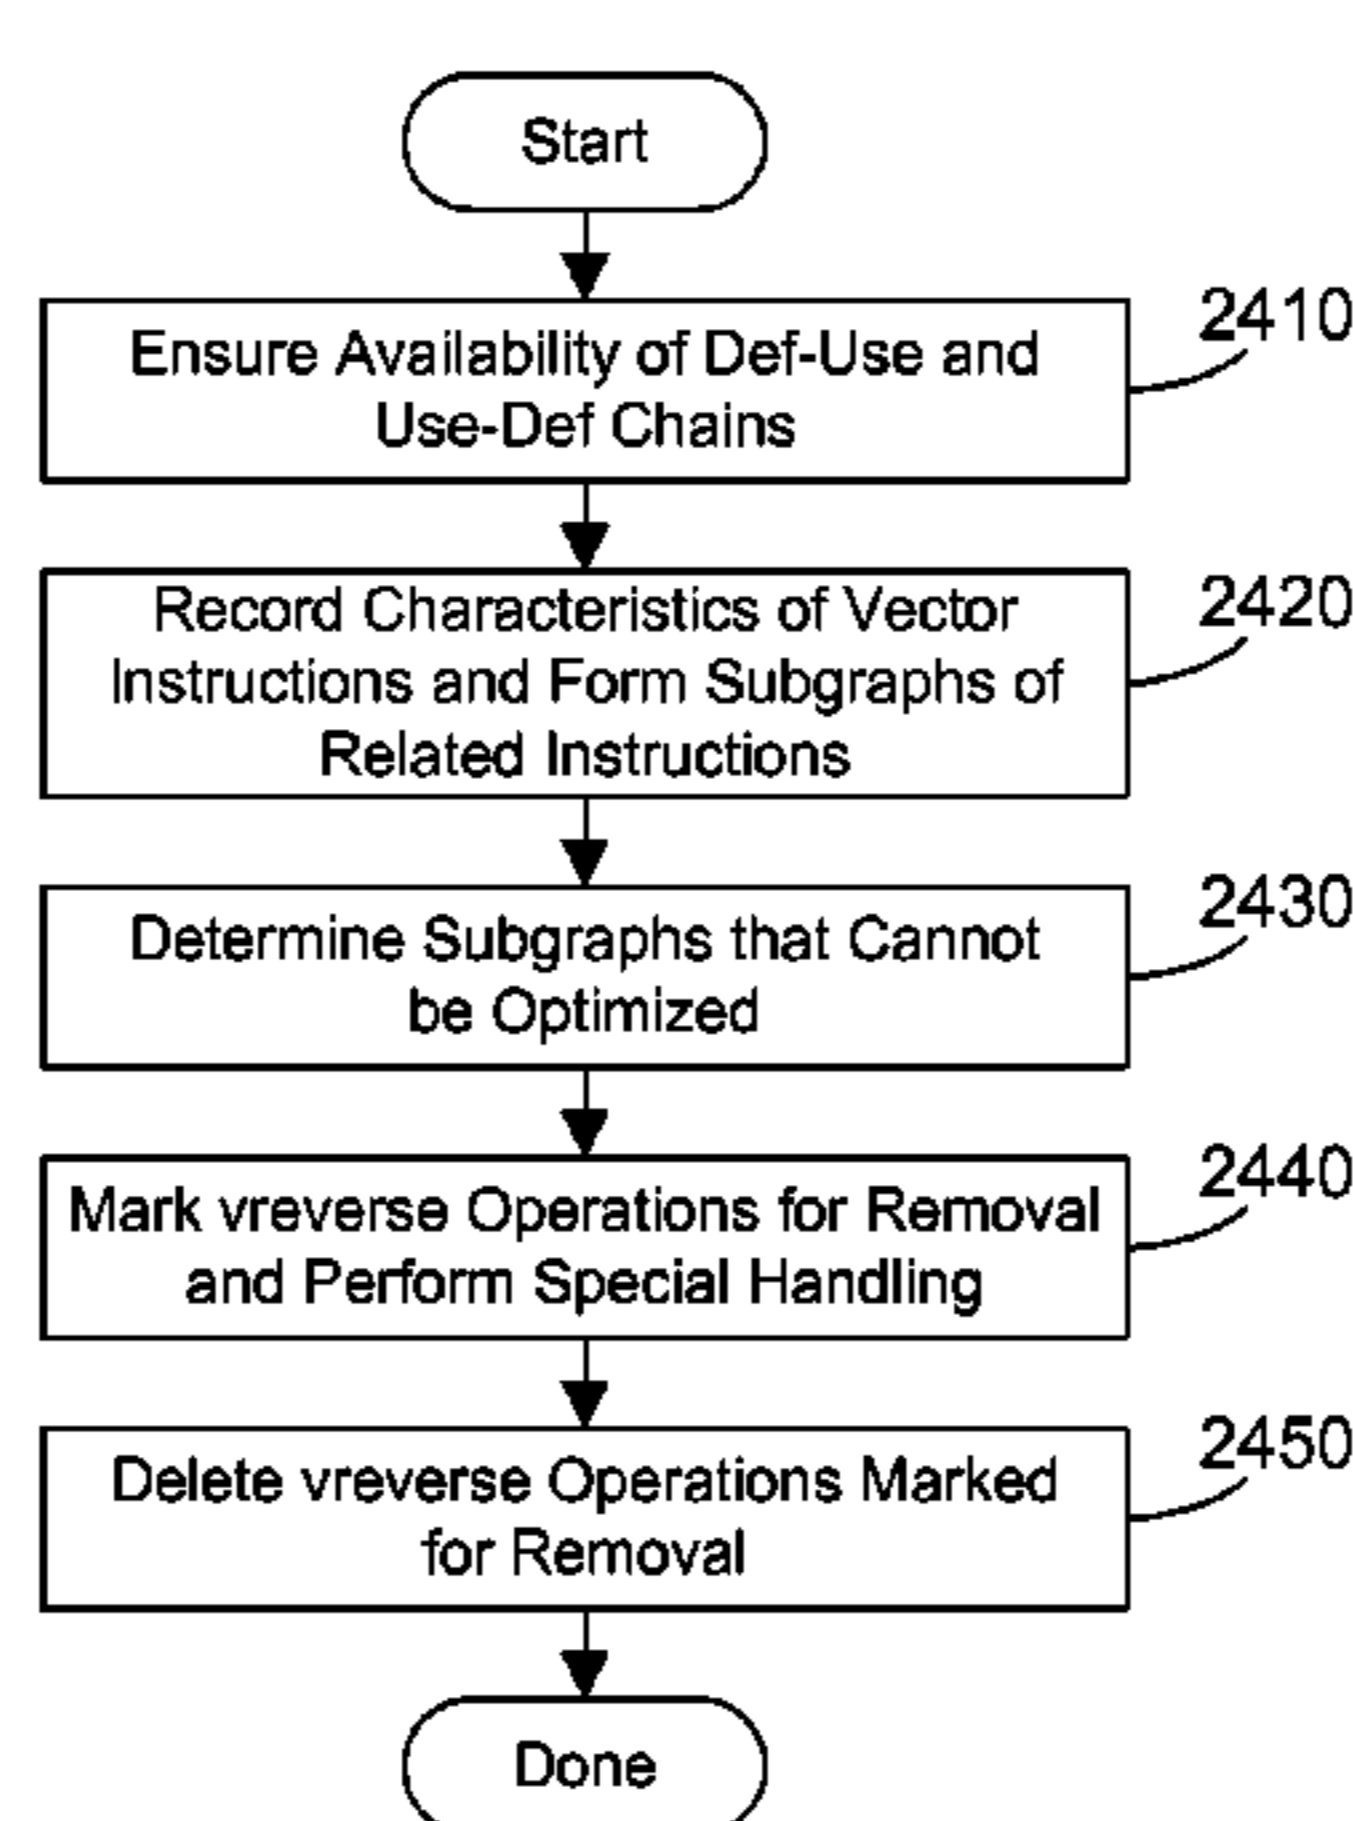 Start
Ensure Availability of Def-Use and
Use-Def Chains
2410
Record Characteristics of Vector
Instructions and Form Subgraphs of
Related Instructions
2420
Determine Subgraphs that Cannot
be Optimized
2430
Mark vreverse Operations for Removal
and Perform Special Handling
2440
Delete vreverse Operations Marked
for Removal
2450
Done